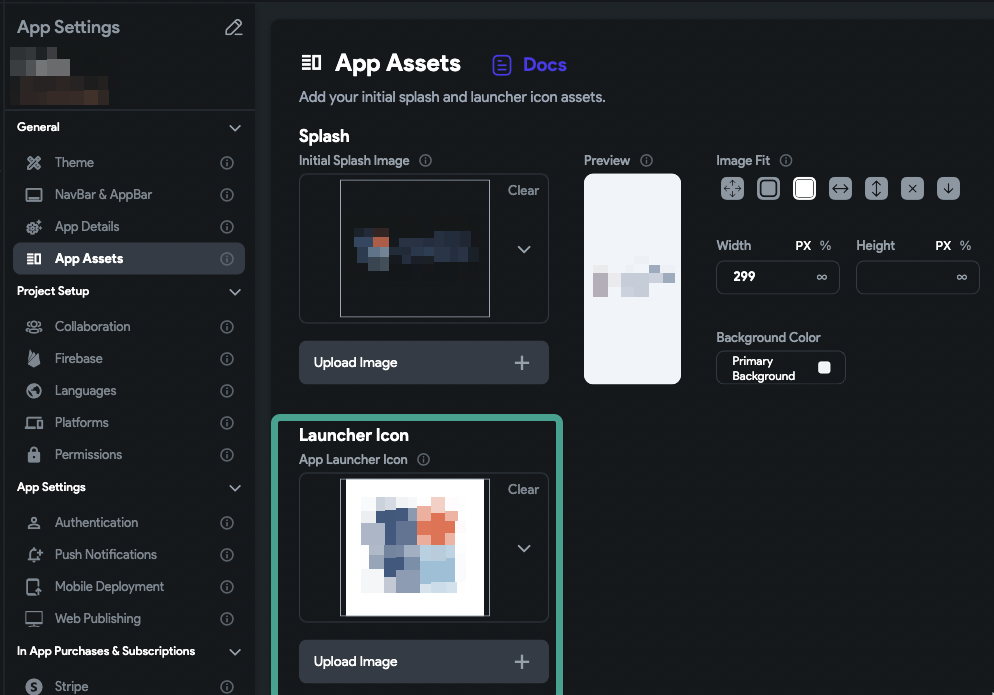 App Settings
General
Theme
NavBar & AppBar
App Details
App Assets
Project Setup
Collaboration
Firebase
Languages
Platforms
Permissions
App Settings
Authentication
Push Notifications
Mobile Deployment
Web Publishing
In App Purchases & Subscriptions
Stripe
App Assets
Docs
Add your initial splash and launcher icon assets.
Splash
Initial Splash Image
Clear
Upload Image
Preview
Image Fit
Width PX %
299 ∞
Height PX %
∞
Background Color
Primary
Background
Launcher Icon
App Launcher Icon
Clear
Upload Image